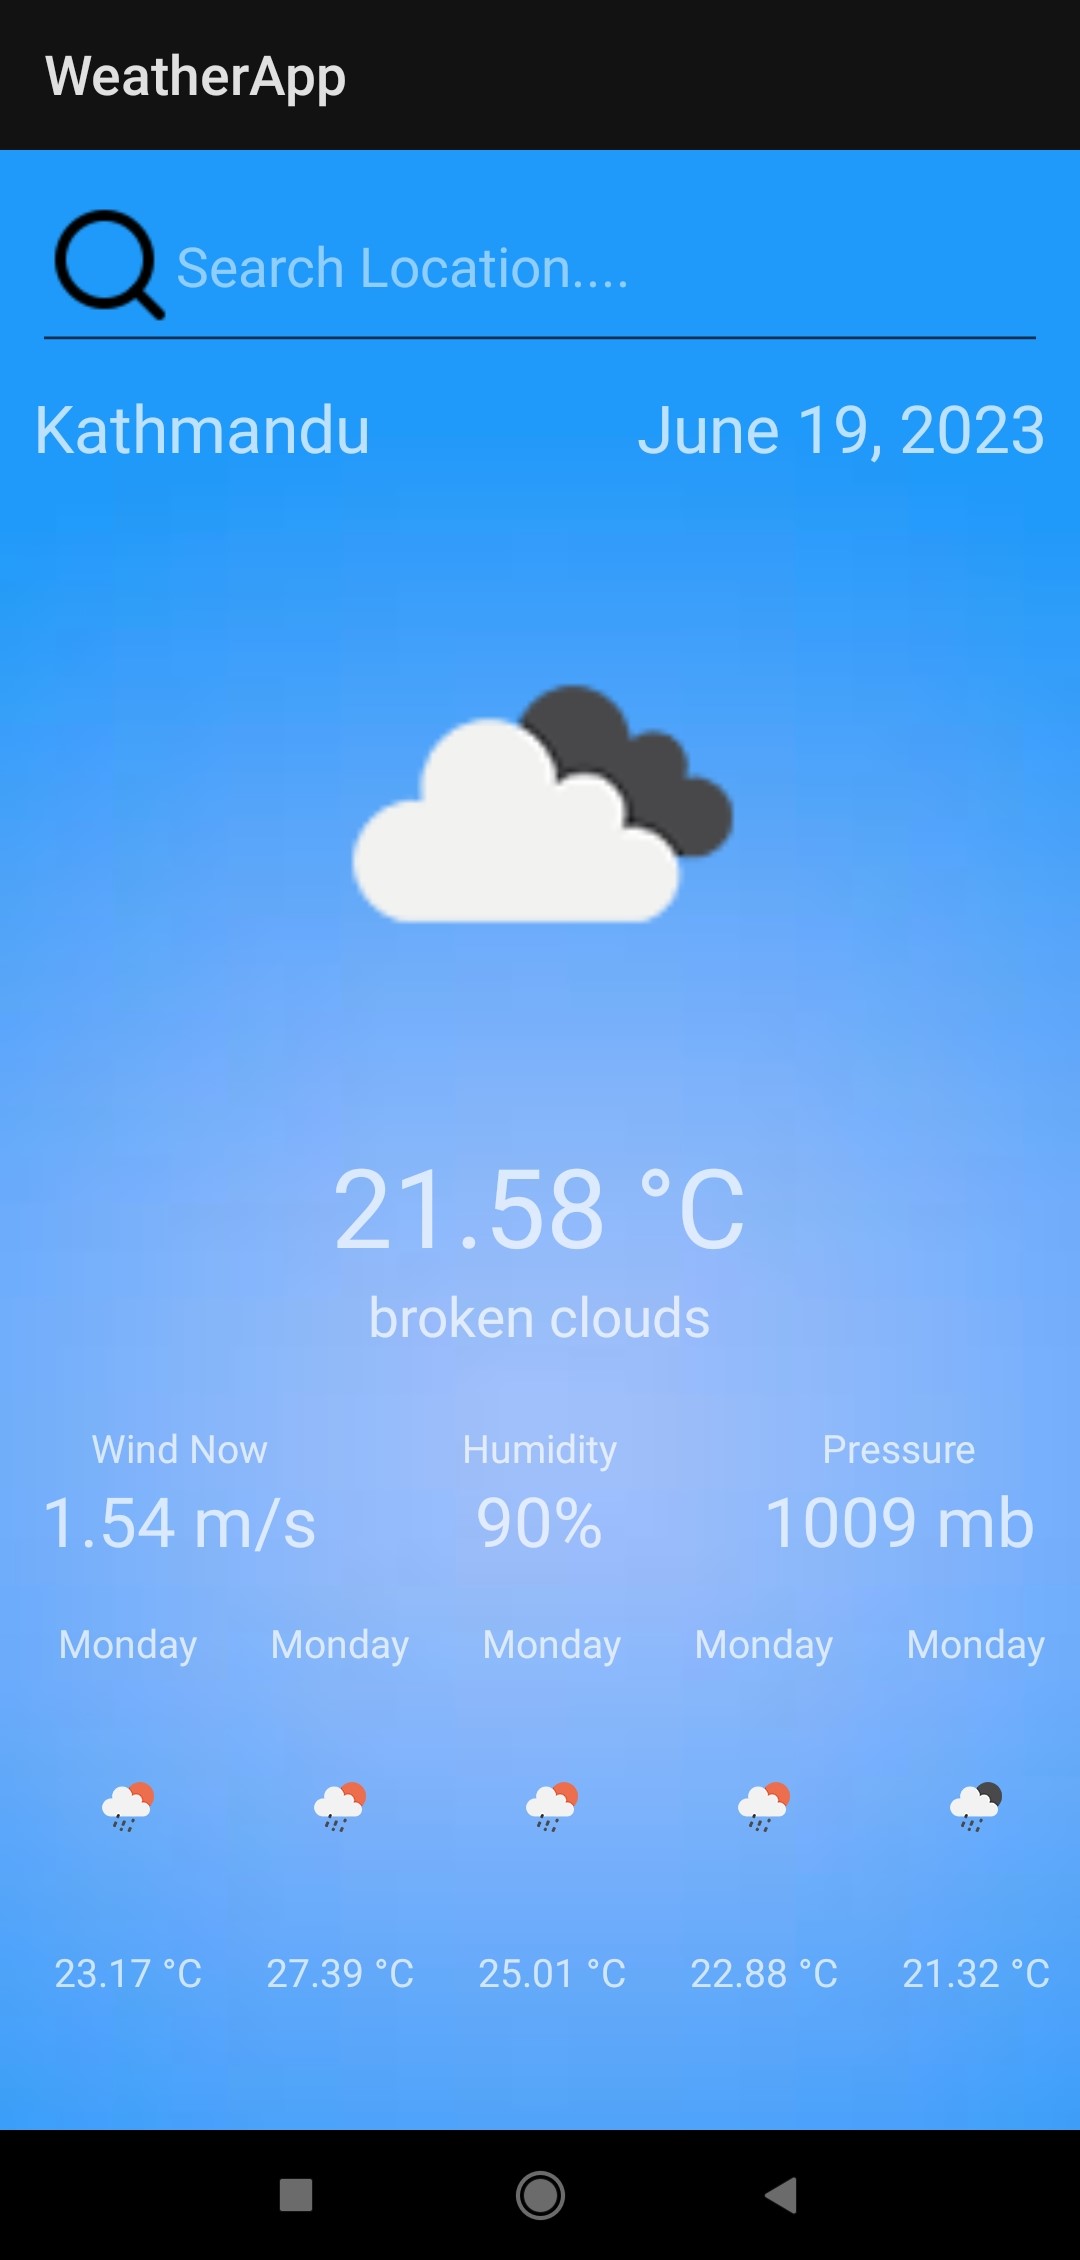 WeatherApp
Search Location....
Kathmandu June 19, 2023
21.58 °C
broken clouds
Wind Now Humidity Pressure
1.54 m/s 90% 1009 mb
Monday Monday Monday Monday Monday
23.17 °C 27.39 °C 25.01 °C 22.88 °C 21.32 °C